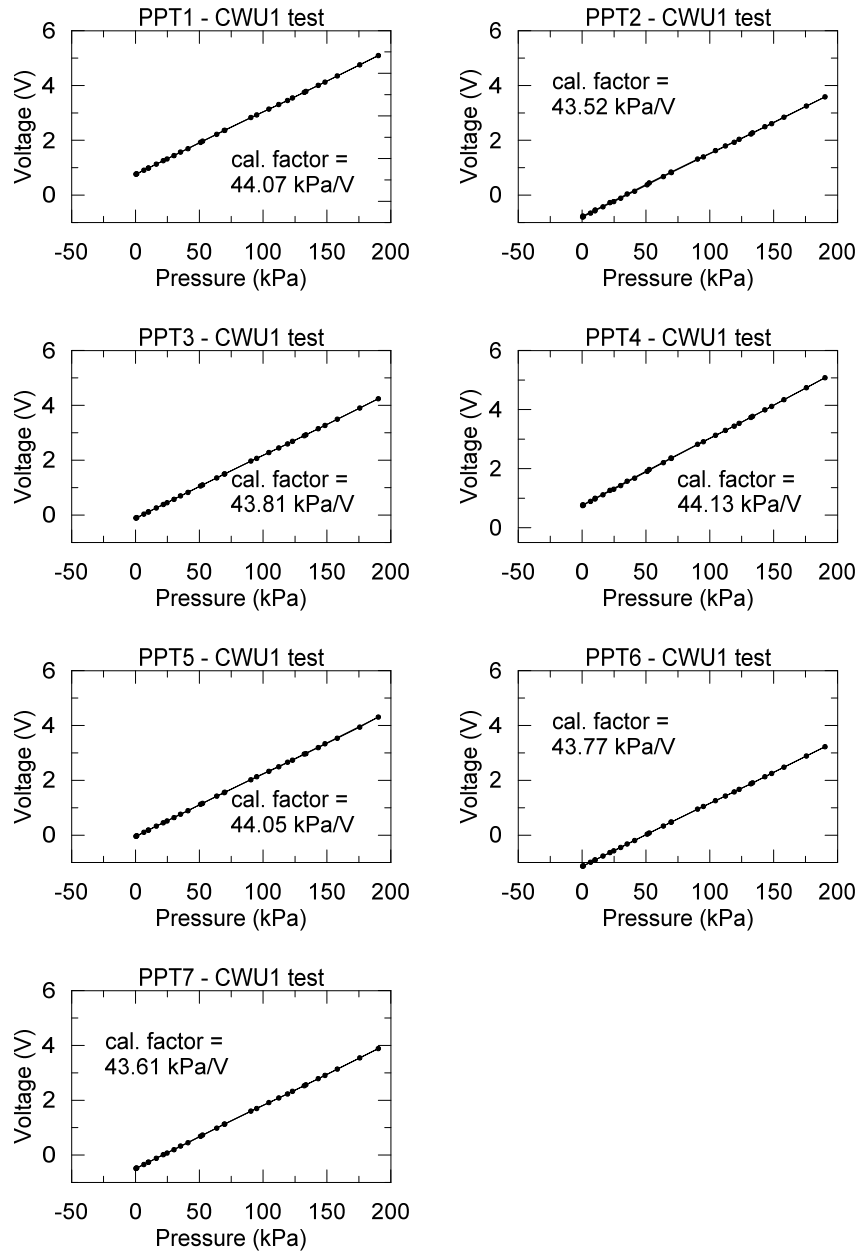 PPT1 - CWU1 test
6
4
2
0
Voltage (V)
cal. factor =
44.07 kPa/V
-50 0 50 100 150 200
Pressure (kPa)
PPT2 - CWU1 test
6
4
2
0
Voltage (V)
cal. factor =
43.52 kPa/V
-50 0 50 100 150 200
Pressure (kPa)
PPT3 - CWU1 test
6
4
2
0
Voltage (V)
cal. factor =
43.81 kPa/V
-50 0 50 100 150 200
Pressure (kPa)
PPT4 - CWU1 test
6
4
2
0
Voltage (V)
cal. factor =
44.13 kPa/V
-50 0 50 100 150 200
Pressure (kPa)
PPT5 - CWU1 test
6
4
2
0
Voltage (V)
cal. factor =
44.05 kPa/V
-50 0 50 100 150 200
Pressure (kPa)
PPT6 - CWU1 test
6
4
2
0
Voltage (V)
cal. factor =
43.77 kPa/V
-50 0 50 100 150 200
Pressure (kPa)
PPT7 - CWU1 test
6
4
2
0
Voltage (V)
cal. factor =
43.61 kPa/V
-50 0 50 100 150 200
Pressure (kPa)